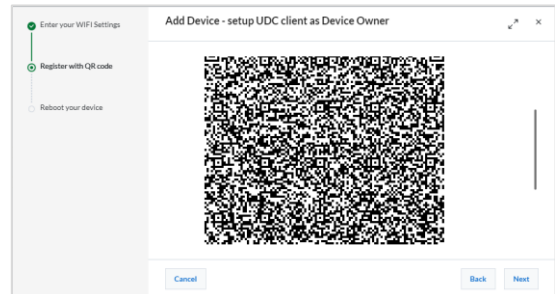 Enter your WIFI Settings
Register with QR code
Reboot your device
Add Device - setup UDC client as Device Owner
Cancel
Back
Next